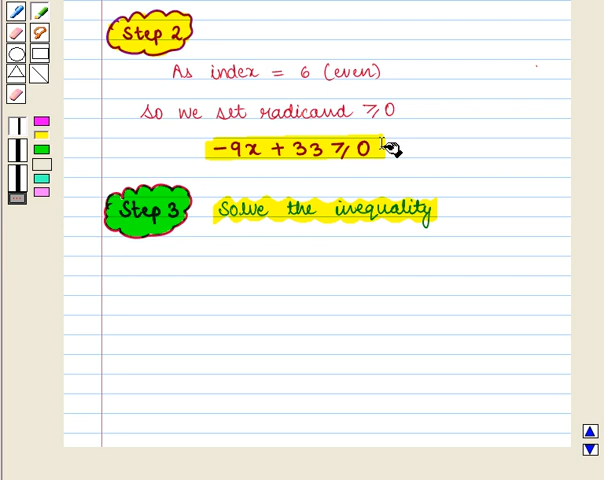 Step 2
As index = 6 (even)
So we set radicand ≥ 0
-9x + 33 ≥ 0
Step 3
Solve the inequality